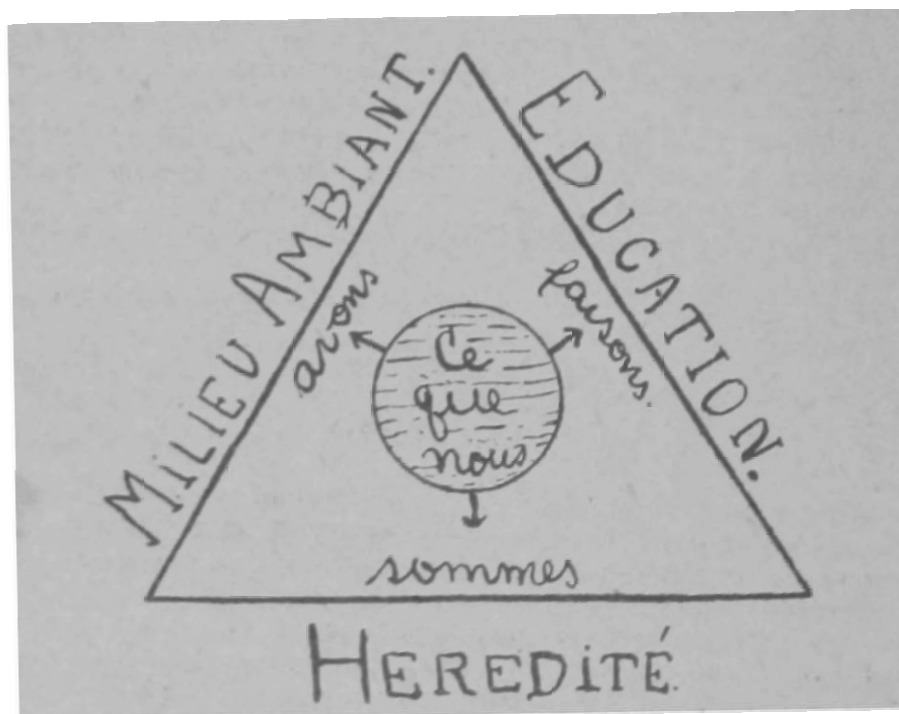 MILIEU AMBIANT.
EDUCATION.
avons
faisons.
Ce
que
nous
sommes
HEREDITÉ.